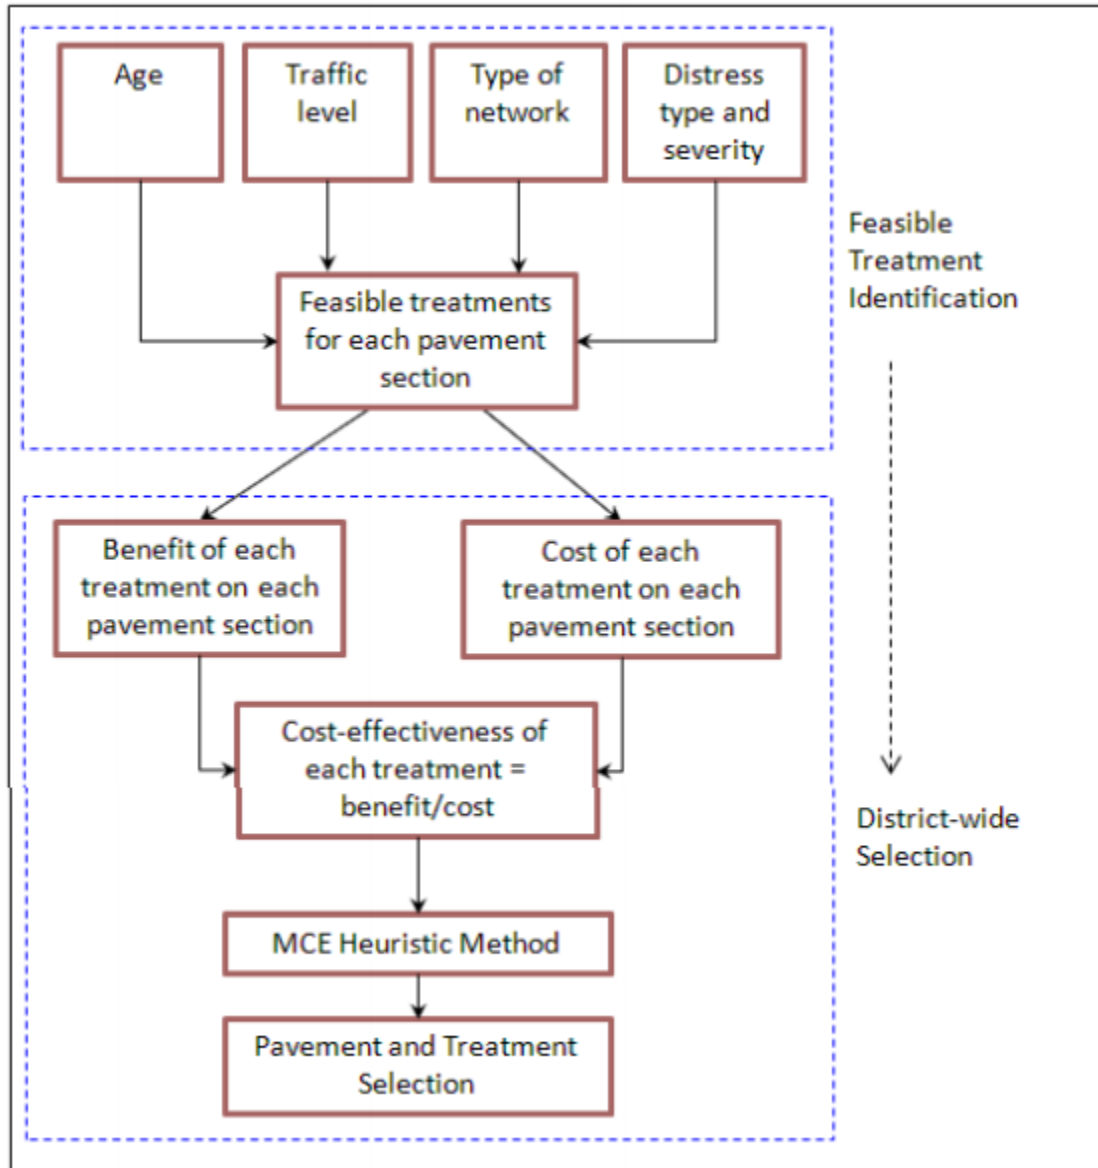 Age
Traffic
level
Type of
network
Distress
type and
severity
Feasible
Treatment
Identification
Feasible treatments
for each pavement
section
Benefit of each
treatment on each
pavement section
Cost of each
treatment on each
pavement section
Cost-effectiveness of
each treatment =
benefit/cost
District-wide
Selection
MCE Heuristic Method
Pavement and Treatment
Selection